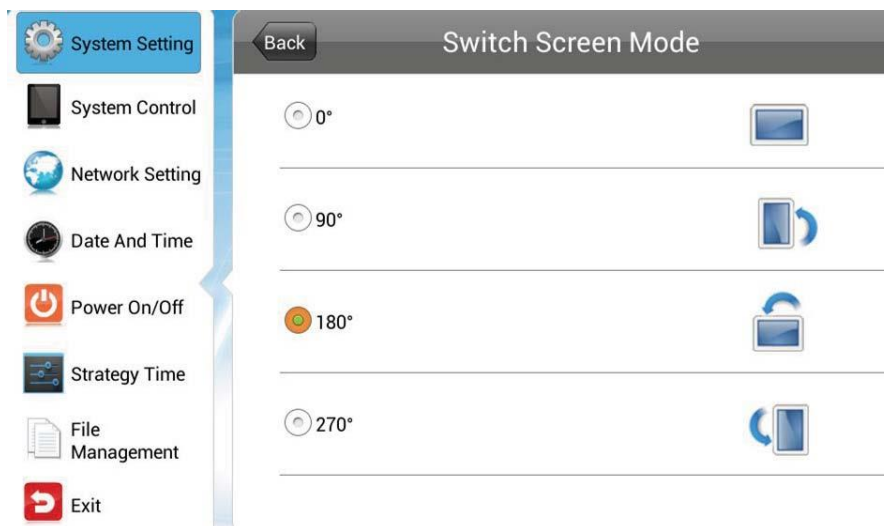 System Setting
System Control
Network Setting
Date And Time
Power On/Off
Strategy Time
File
Management
Exit
Back
Switch Screen Mode
0°
90°
180°
270°